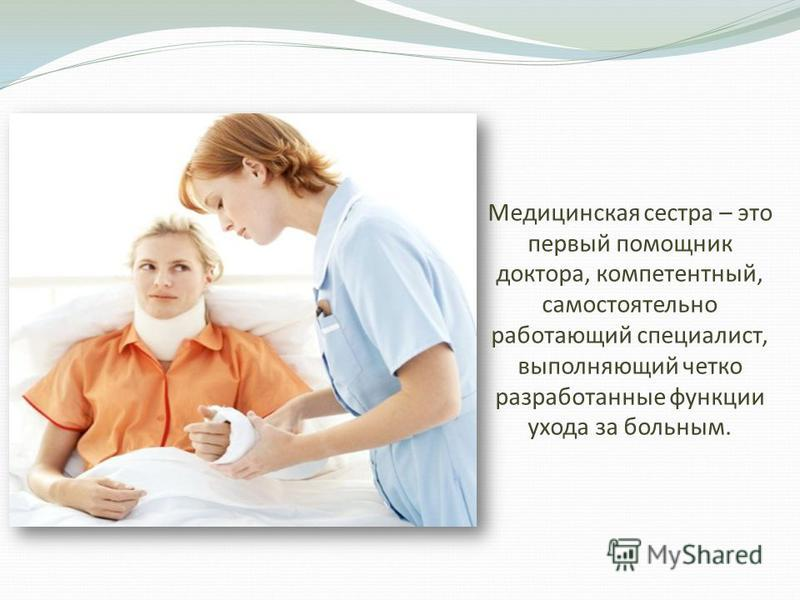 Медицинская сестра – это
первый помощник
доктора, компетентный,
самостоятельно
работающий специалист,
выполняющий четко
разработанные функции
ухода за больным.
MyShared